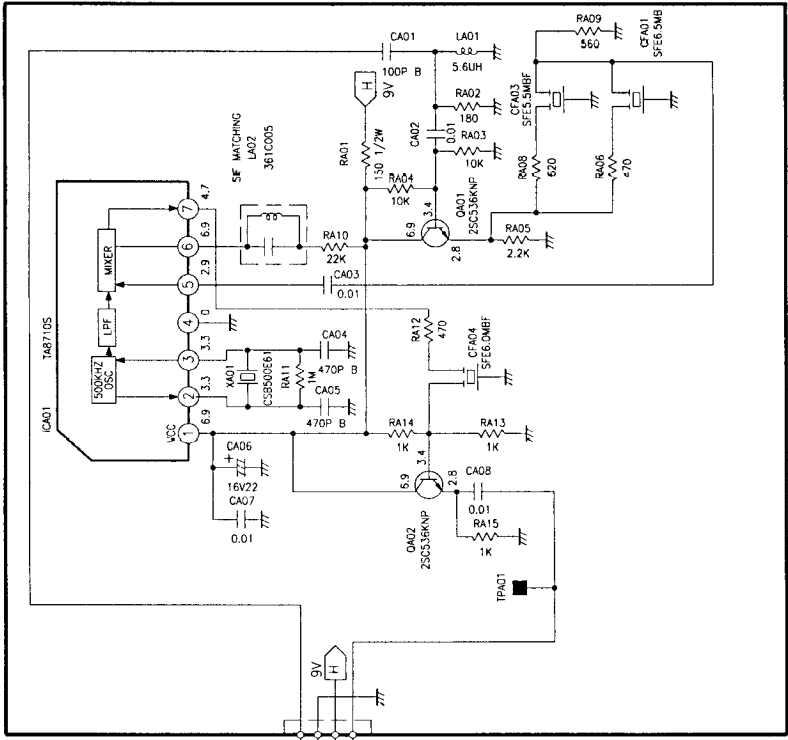 RA09
560
CFA01
SFE6.5MB
CA01
100P B
LA01
5.6UH
H
9V
RA02
180
CA02
0.01
RA03
10K
CFA03
SFE5.5MBF
RA08
620
RA06
470
SIF MATCHING
LA02
361C005
RA01
150 1/2W
RA04
10K
QA01
2SC536KNP
3.4
6.9
2.8
RA05
2.2K
RA10
22K
CA03
0.01
TA8710S
ICA01
MIXER
LPF
500KHZ
OSC
VCC
7
4.7
6
6.9
5
2.9
4
0
3
3.3
2
3.3
1
6.9
XA01
CSB500E61
RA11
1M
CA04
470P B
CA05
470P B
RA12
470
CFA04
SFE6.0MBF
RA14
1K
RA13
1K
CA06
+
16V22
CA07
0.01
3.4
6.9
2.8
QA02
2SC536KNP
CA08
0.01
RA15
1K
TPA01
9V
H